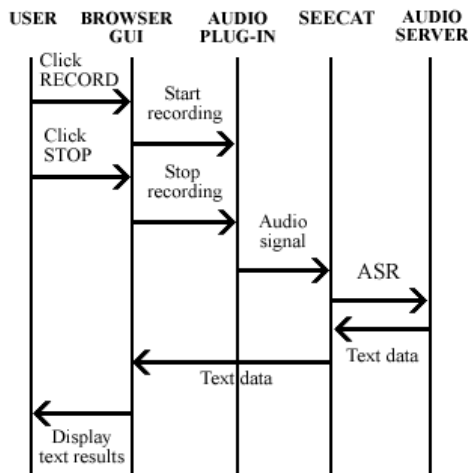 USER BROWSER AUDIO SEECAT AUDIO
GUI PLUG-IN SERVER
Click
RECORD
Start
recording
Click
STOP
Stop
recording
Audio
signal
ASR
Text data
Text data
Display
text results